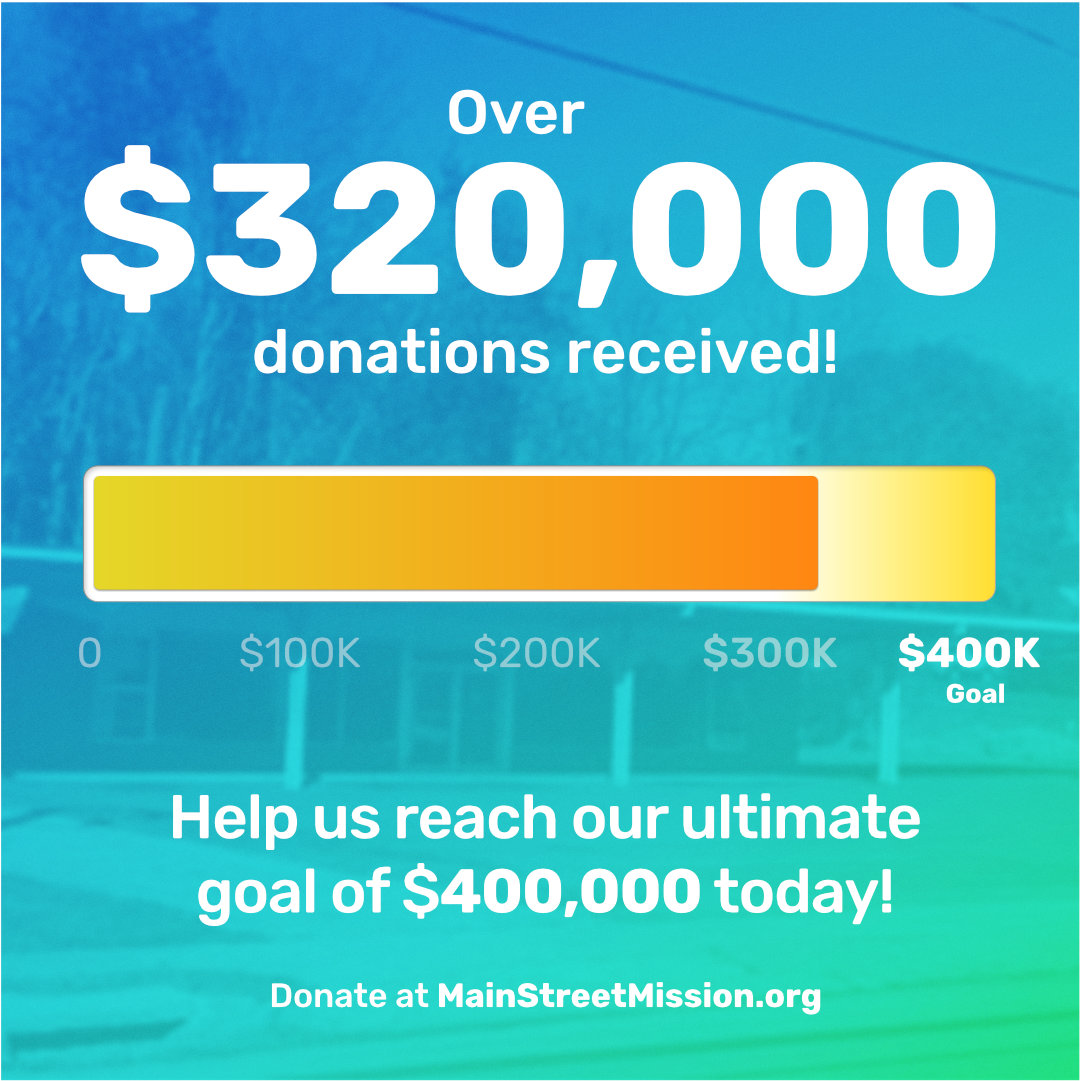 Over
$320,000
donations received!
0 $100K $200K $300K $400K
Goal
Help us reach our ultimate
goal of $400,000 today!
Donate at MainStreetMission.org